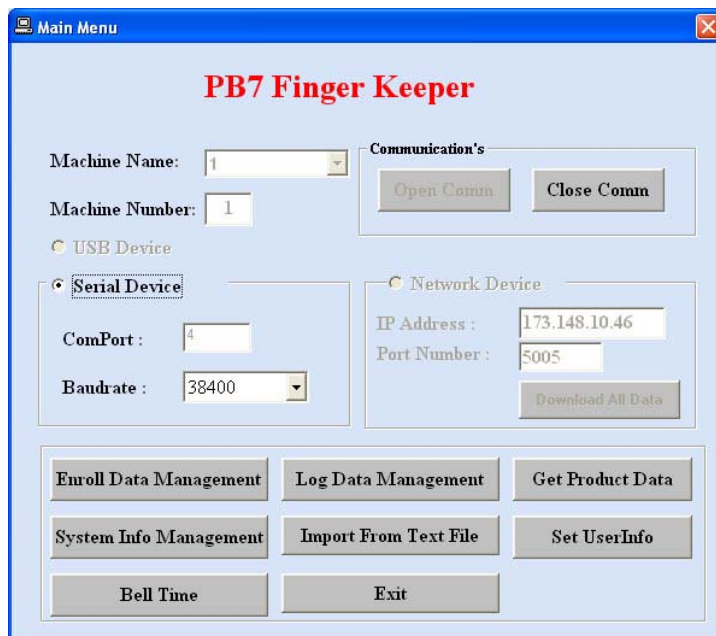 Main Menu
PB7 Finger Keeper
Machine Name: 1
Machine Number: 1
Communication's
Open Comm Close Comm
USB Device
Serial Device
ComPort : 4
Baudrate : 38400
Network Device
IP Address : 173.148.10.46
Port Number : 5005
Download All Data
Enroll Data Management Log Data Management Get Product Data
System Info Management Import From Text File Set UserInfo
Bell Time Exit